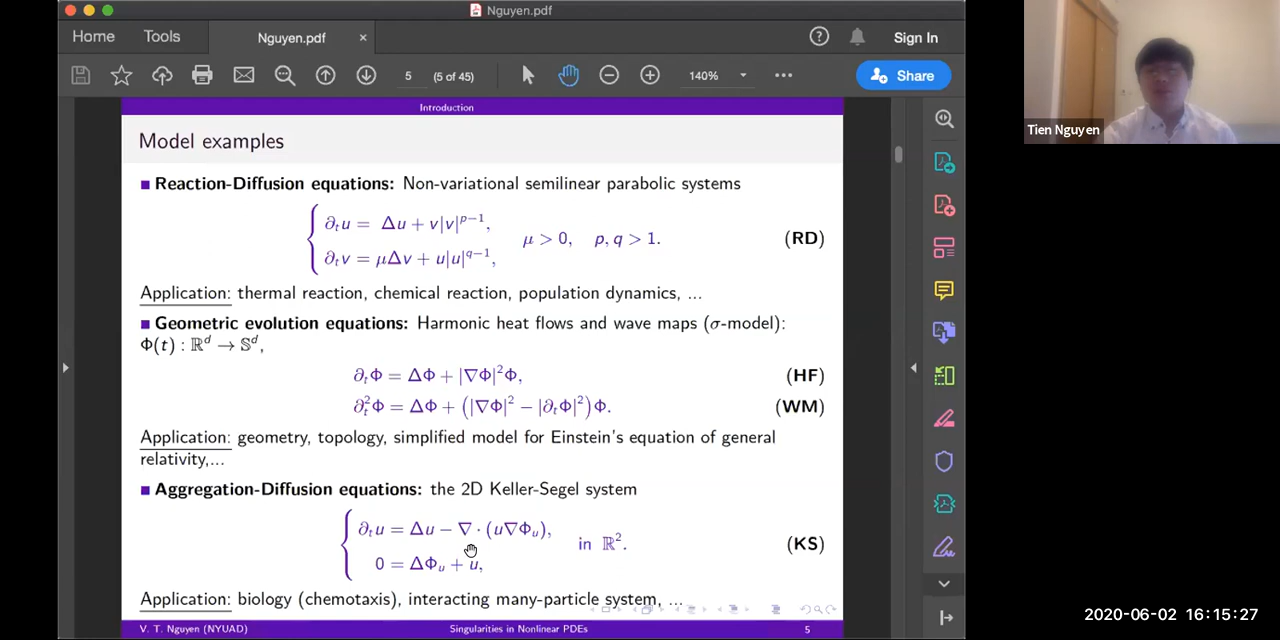 Nguyen.pdf
Home Tools Nguyen.pdf × Sign In
5 (5 of 45) 140% Share
Introduction
Model examples
Reaction-Diffusion equations: Non-variational semilinear parabolic systems
∂ₜu = Δu + v|v|ᵖ⁻¹,
μ > 0, p, q > 1. (RD)
∂ₜv = μΔv + u|u|^{q−1},
Application: thermal reaction, chemical reaction, population dynamics, ...
Geometric evolution equations: Harmonic heat flows and wave maps (σ-model):
Φ(t) : ℝᵈ → 𝕊ᵈ,
∂ₜΦ = ΔΦ + |∇Φ|²Φ, (HF)
∂ₜ²Φ = ΔΦ + (|∇Φ|² − |∂ₜΦ|²)Φ. (WM)
Application: geometry, topology, simplified model for Einstein's equation of general
relativity,...
Aggregation-Diffusion equations: the 2D Keller-Segel system
∂ₜu = Δu − ∇ · (u∇Φᵤ),
in ℝ². (KS)
0 = ΔΦᵤ + u,
Application: biology (chemotaxis), interacting many-particle system, ...
V. T. Nguyen (NYUAD) Singularities in Nonlinear PDEs 5
Tien Nguyen
2020-06-02 16:15:27